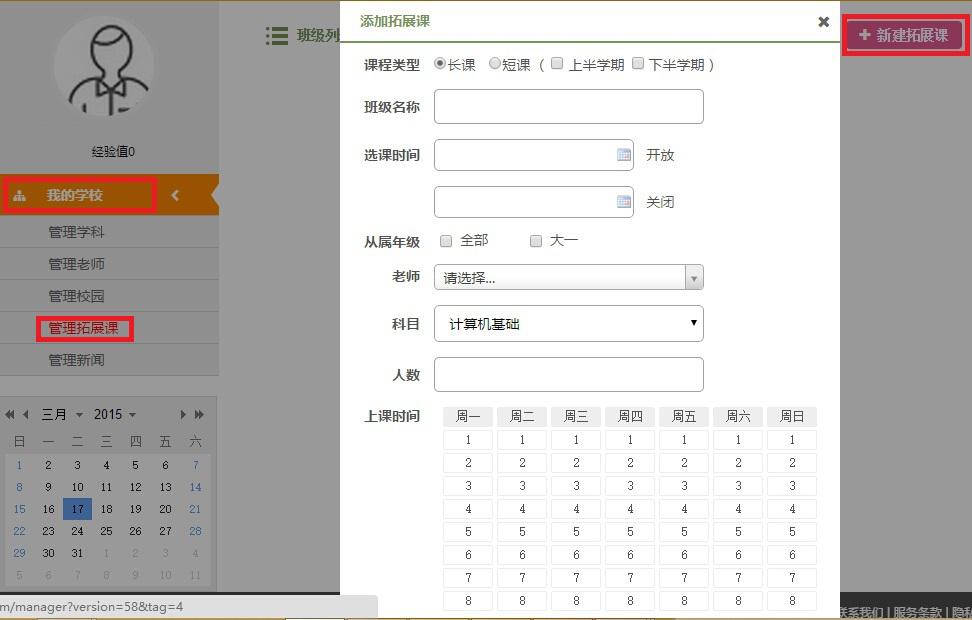 经验值0
我的学校
管理学科
管理老师
管理校园
管理拓展课
管理新闻
三月 2015
日 一 二 三 四 五 六
1 2 3 4 5 6 7
8 9 10 11 12 13 14
15 16 17 18 19 20 21
22 23 24 25 26 27 28
29 30 31 1 2 3 4
5 6 7 8 9 10 11
m/manager?version=58&tag=4
班级列
添加拓展课 ✖
课程类型 长课 短课 ( 上半学期 下半学期 )
班级名称
选课时间 开放
关闭
从属年级 全部 大一
老师 请选择...
科目 计算机基础
人数
上课时间 周一 周二 周三 周四 周五 周六 周日
1 1 1 1 1 1 1
2 2 2 2 2 2 2
3 3 3 3 3 3 3
4 4 4 4 4 4 4
5 5 5 5 5 5 5
6 6 6 6 6 6 6
7 7 7 7 7 7 7
8 8 8 8 8 8 8
+ 新建拓展课
联系我们 | 服务条款 | 隐私